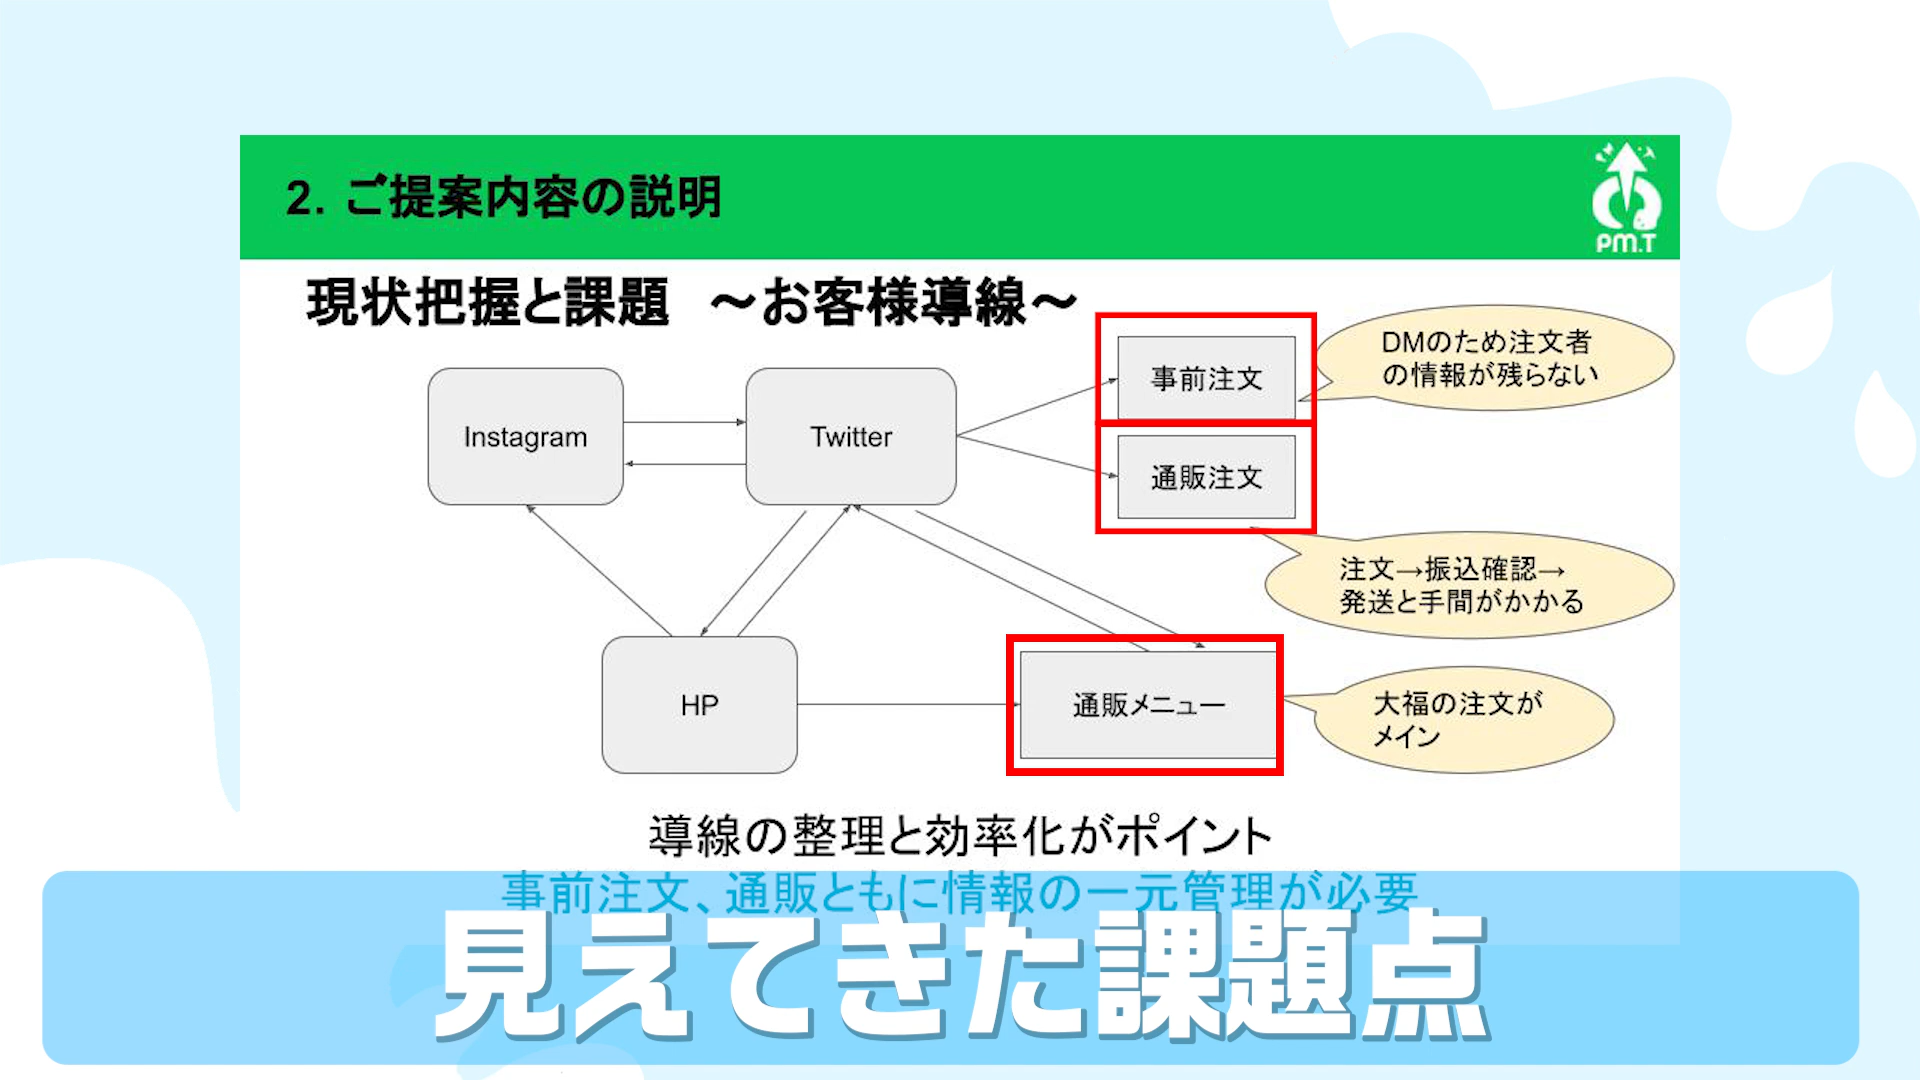 2. ご提案内容の説明
PM.T
現状把握と課題　～お客様導線～
Instagram
Twitter
事前注文
DMのため注文者
の情報が残らない
通販注文
注文→振込確認→
発送と手間がかかる
HP
通販メニュー
大福の注文が
メイン
導線の整理と効率化がポイント
事前注文、通販ともに情報の一元管理が必要
見えてきた課題点